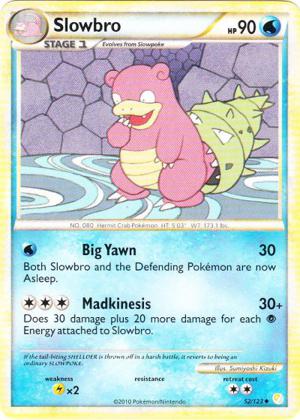 Slowbro HP 90
STAGE 1 Evolves from Slowpoke
NO. 080 Hermit Crab Pokémon HT: 5'03" WT: 173.1 lbs.
Big Yawn 30
Both Slowbro and the Defending Pokémon are now
Asleep.
Madkinesis 30+
Does 30 damage plus 20 more damage for each
Energy attached to Slowbro.
Illus. Sumiyoshi Kizuki
If the tail-biting SHELLDER is thrown off in a harsh battle, it reverts to being an
ordinary SLOWPOKE.
weakness resistance retreat cost
×2
©2010 Pokémon/Nintendo 52/123